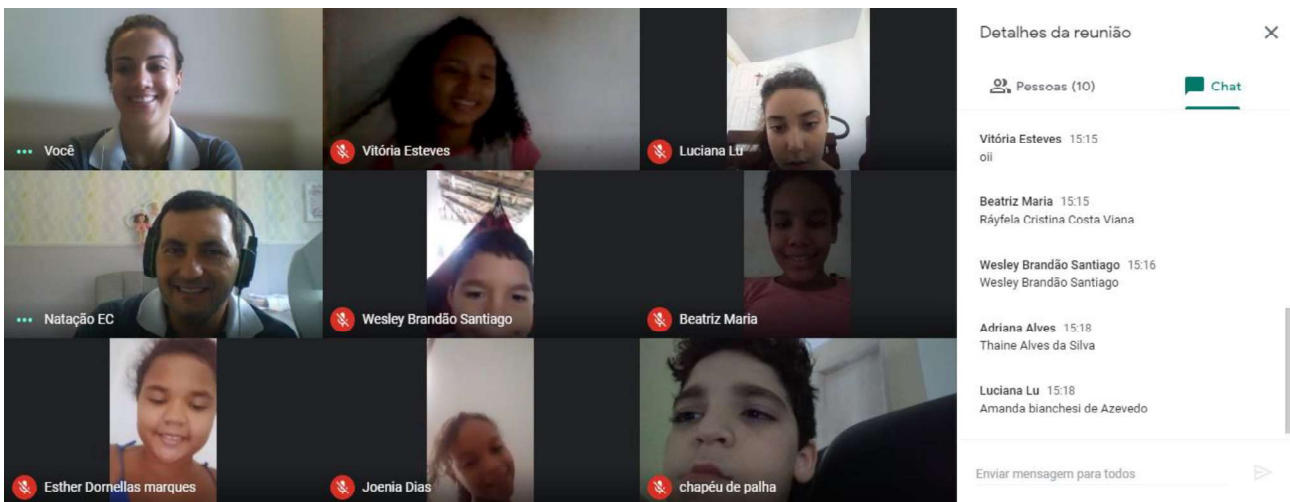 Você
Vitória Esteves
Luciana Lu
Natação EC
Wesley Brandão Santiago
Beatriz Maria
Esther Dornellas marques
Joenia Dias
chapéu de palha
Detalhes da reunião
Pessoas (10)
Chat
Vitória Esteves 15:15
oii
Beatriz Maria 15:15
Ráyfela Cristina Costa Viana
Wesley Brandão Santiago 15:16
Wesley Brandão Santiago
Adriana Alves 15:18
Thaine Alves da Silva
Luciana Lu 15:18
Amanda bianchesi de Azevedo
Enviar mensagem para todos